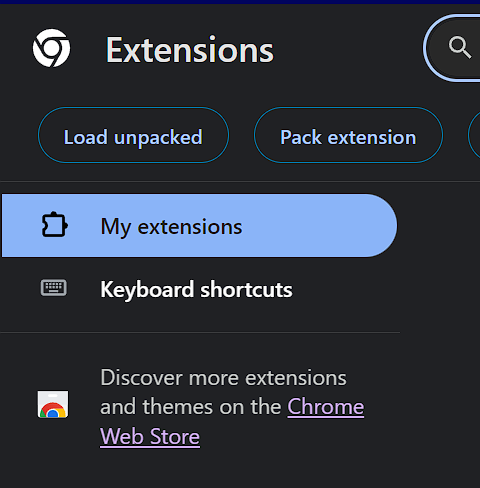 Extensions
Load unpacked
Pack extension
My extensions
Keyboard shortcuts
Discover more extensions
and themes on the Chrome
Web Store